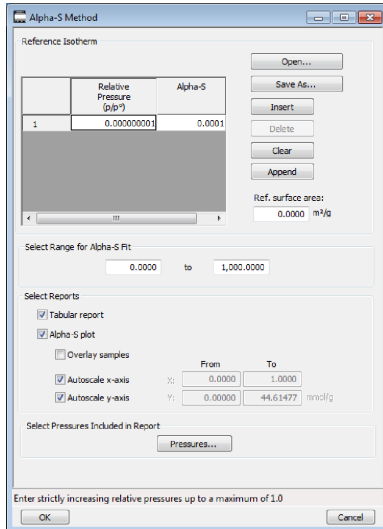 Alpha-S Method
Reference Isotherm
Open...
Save As...
Insert
Delete
Clear
Append
Relative Pressure (p/p°) Alpha-S
1 0.000000001 0.0001
Ref. surface area:
0.0000 m²/g
Select Range for Alpha-S Fit
0.0000 to 1,000.0000
Select Reports
Tabular report
Alpha-S plot
Overlay samples
From To
Autoscale x-axis X: 0.0000 1.0000
Autoscale y-axis Y: 0.00000 44.61477 mmol/g
Select Pressures Included in Report
Pressures...
Enter strictly increasing relative pressures up to a maximum of 1.0
OK Cancel